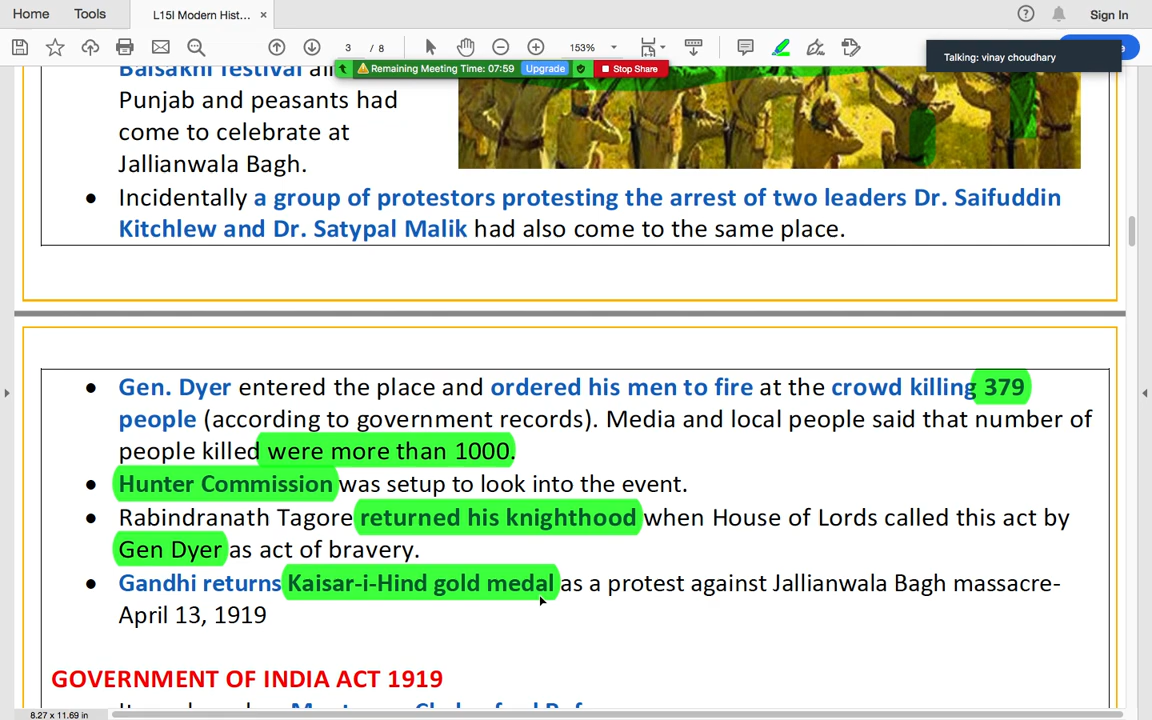 Home Tools L15I Modern Hist... × Sign In
3 / 8 153%
Talking: vinay choudhary
Remaining Meeting Time: 07:59 Upgrade Stop Share
Baisakhi festival
Punjab and peasants had
come to celebrate at
Jallianwala Bagh.
• Incidentally a group of protestors protesting the arrest of two leaders Dr. Saifuddin
Kitchlew and Dr. Satypal Malik had also come to the same place.
• Gen. Dyer entered the place and ordered his men to fire at the crowd killing 379
people (according to government records). Media and local people said that number of
people killed were more than 1000.
• Hunter Commission was setup to look into the event.
• Rabindranath Tagore returned his knighthood when House of Lords called this act by
Gen Dyer as act of bravery.
• Gandhi returns Kaisar-i-Hind gold medal as a protest against Jallianwala Bagh massacre-
April 13, 1919
GOVERNMENT OF INDIA ACT 1919
8.27 x 11.69 in